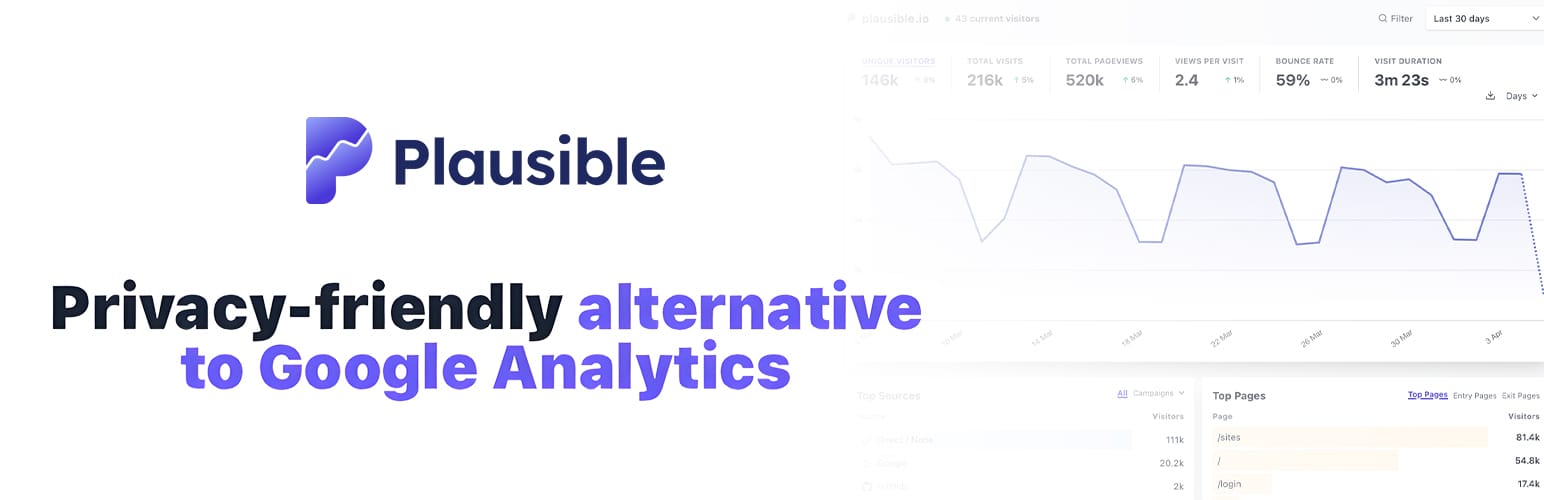 Plausible
Privacy-friendly alternative
to Google Analytics
plausible.io 43 current visitors
Filter Last 30 days
UNIQUE VISITORS TOTAL VISITS TOTAL PAGEVIEWS VIEWS PER VISIT BOUNCE RATE VISIT DURATION
146k 216k ↑ 5% 520k ↑ 6% 2.4 ↑ 1% 59% 0% 3m 23s 0%
Days
10 Mar 14 Mar 18 Mar 22 Mar 26 Mar 30 Mar 3 Apr
Top Sources All Campaigns
Visitors
Direct / None 111k
Google 20.2k
GitHub 2k
Top Pages Top Pages Entry Pages Exit Pages
Page Visitors
/sites 81.4k
/ 54.8k
/login 17.4k